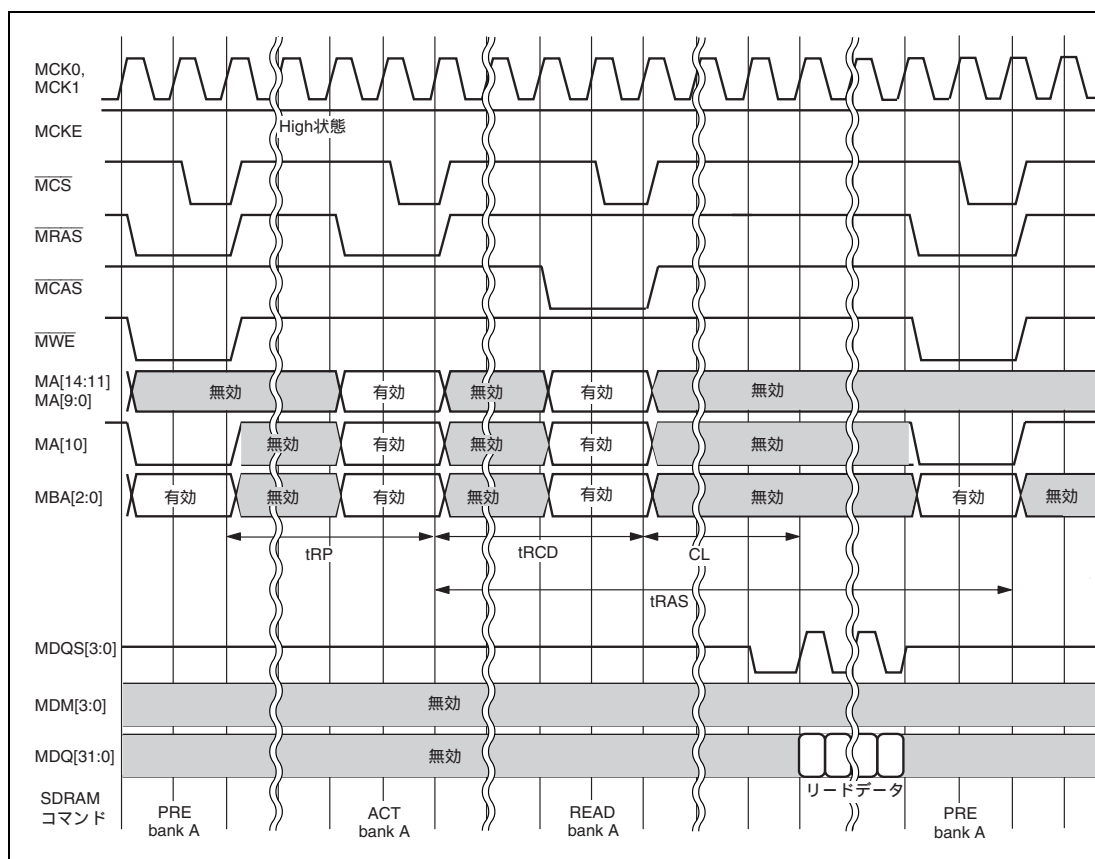 MCK0,
MCK1
MCKE
High状態
MCS
MRAS
MCAS
MWE
MA[14:11]
MA[9:0]
無効 有効 無効 有効 無効
MA[10]
無効 有効 無効 有効 無効
MBA[2:0]
有効 無効 有効 無効 有効 無効 有効 無効
tRP tRCD CL
tRAS
MDQS[3:0]
MDM[3:0]
無効
MDQ[31:0]
無効
リードデータ
SDRAM
コマンド
PRE
bank A
ACT
bank A
READ
bank A
PRE
bank A